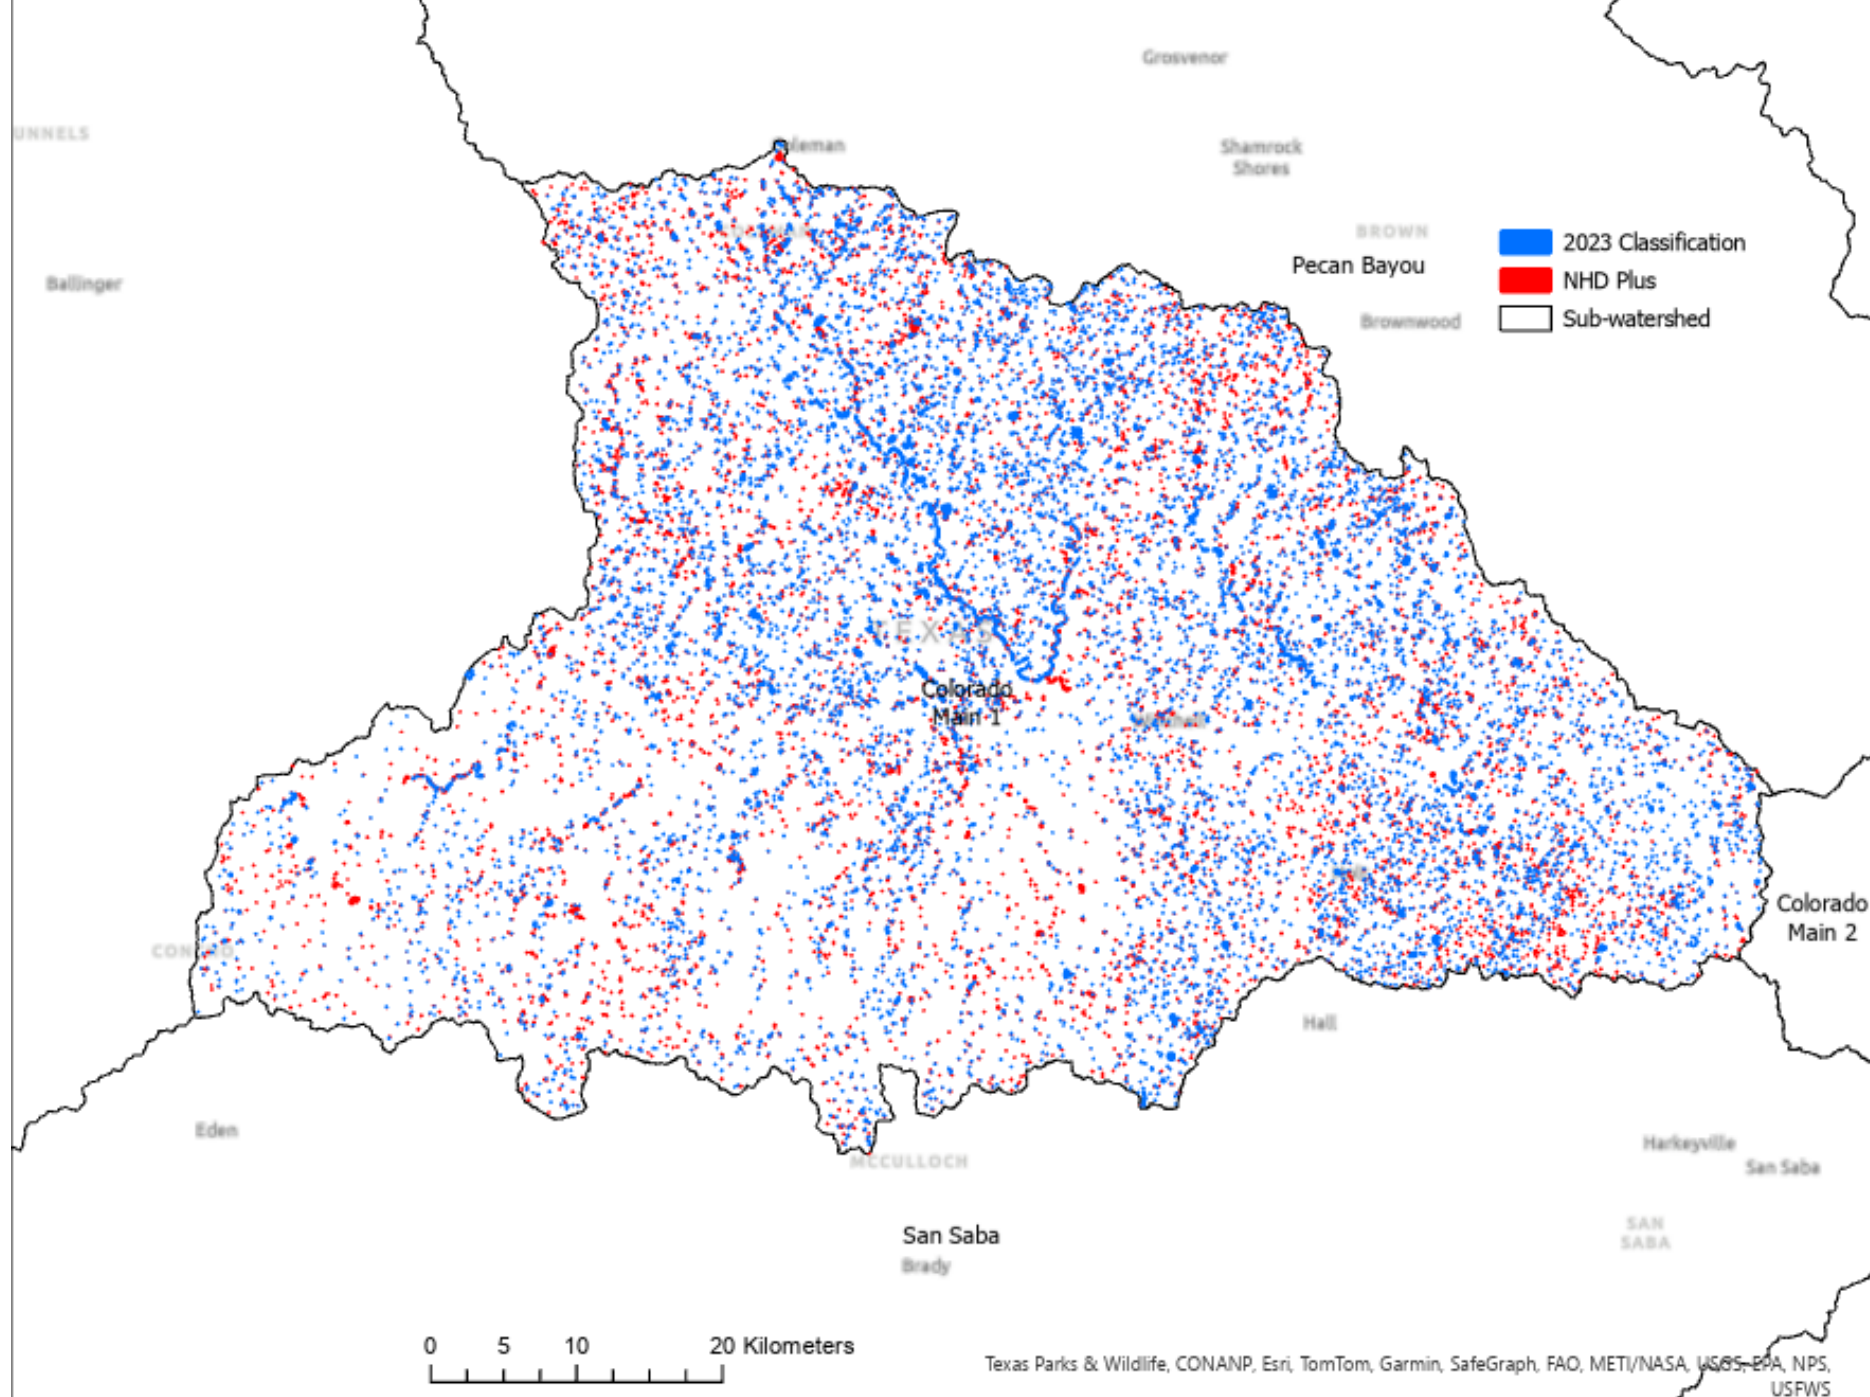 Grosvenor
UNNELS
oleman
Shamrock
Shores
BROWN
2023 Classification
Pecan Bayou
NHD Plus
Ballinger
Brownwood
Sub-watershed
TEXAS
Colorado
Main 1
Colorado
Main 2
Hall
Eden
MCCULLOCH
Harkeyville
San Saba
SAN
SABA
San Saba
Brady
0 5 10 20 Kilometers
Texas Parks & Wildlife, CONANP, Esri, TomTom, Garmin, SafeGraph, FAO, METI/NASA, USGS, EPA, NPS,
USFWS